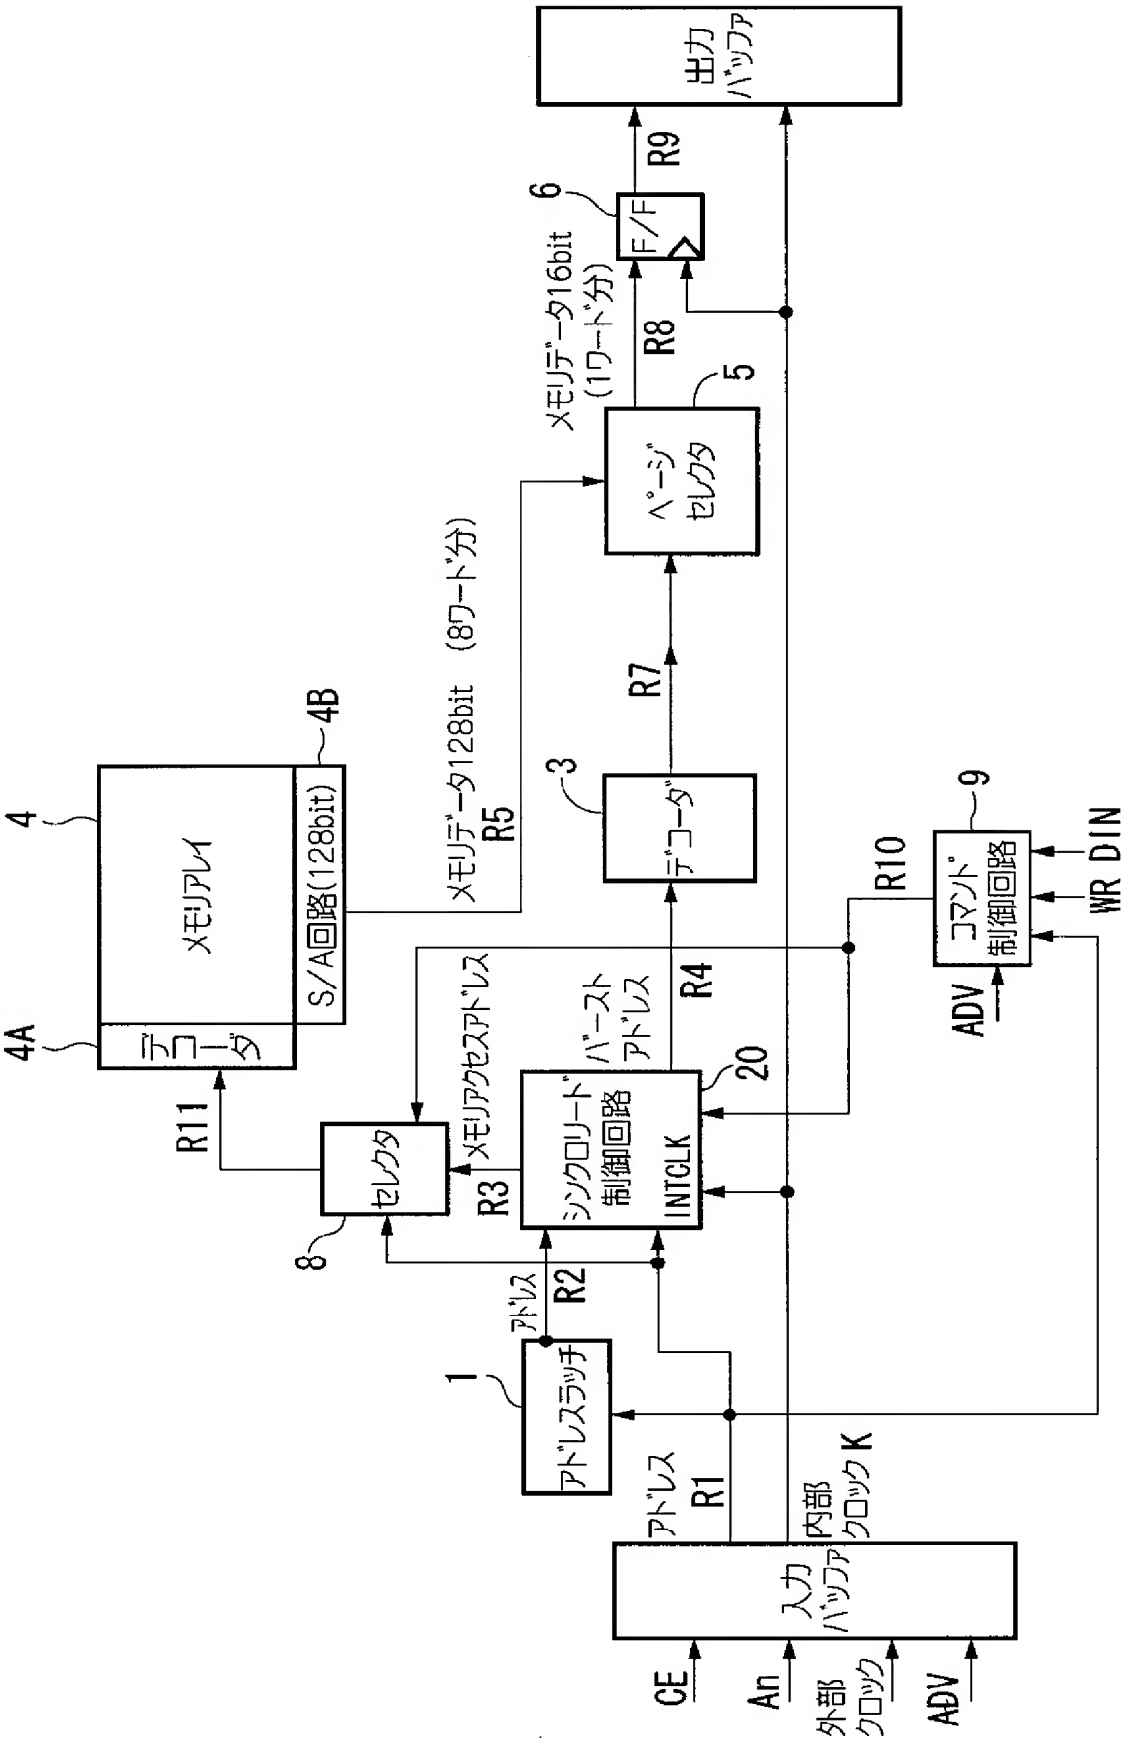 CE
An
外部
クロック
ADV
入力
バッファ
アドレス
R1
内部
クロック K
1
アドレスラッチ
アドレス
R2
8
セレクタ
R11
R3
メモリアクセスアドレス
シンクロリード
制御回路
INTCLK
20
バースト
アドレス
R4
4A
デコーダ
4
メモリアレイ
S/A回路(128bit)
4B
メモリデータ128bit (8ワード分)
R5
3
デコーダ
R7
ADV
コマンド
制御回路
9
R10
WR
DIN
ページ
セレクタ
5
メモリデータ16bit
(1ワード分)
R8
6
F/F
R9
出力
バッファ